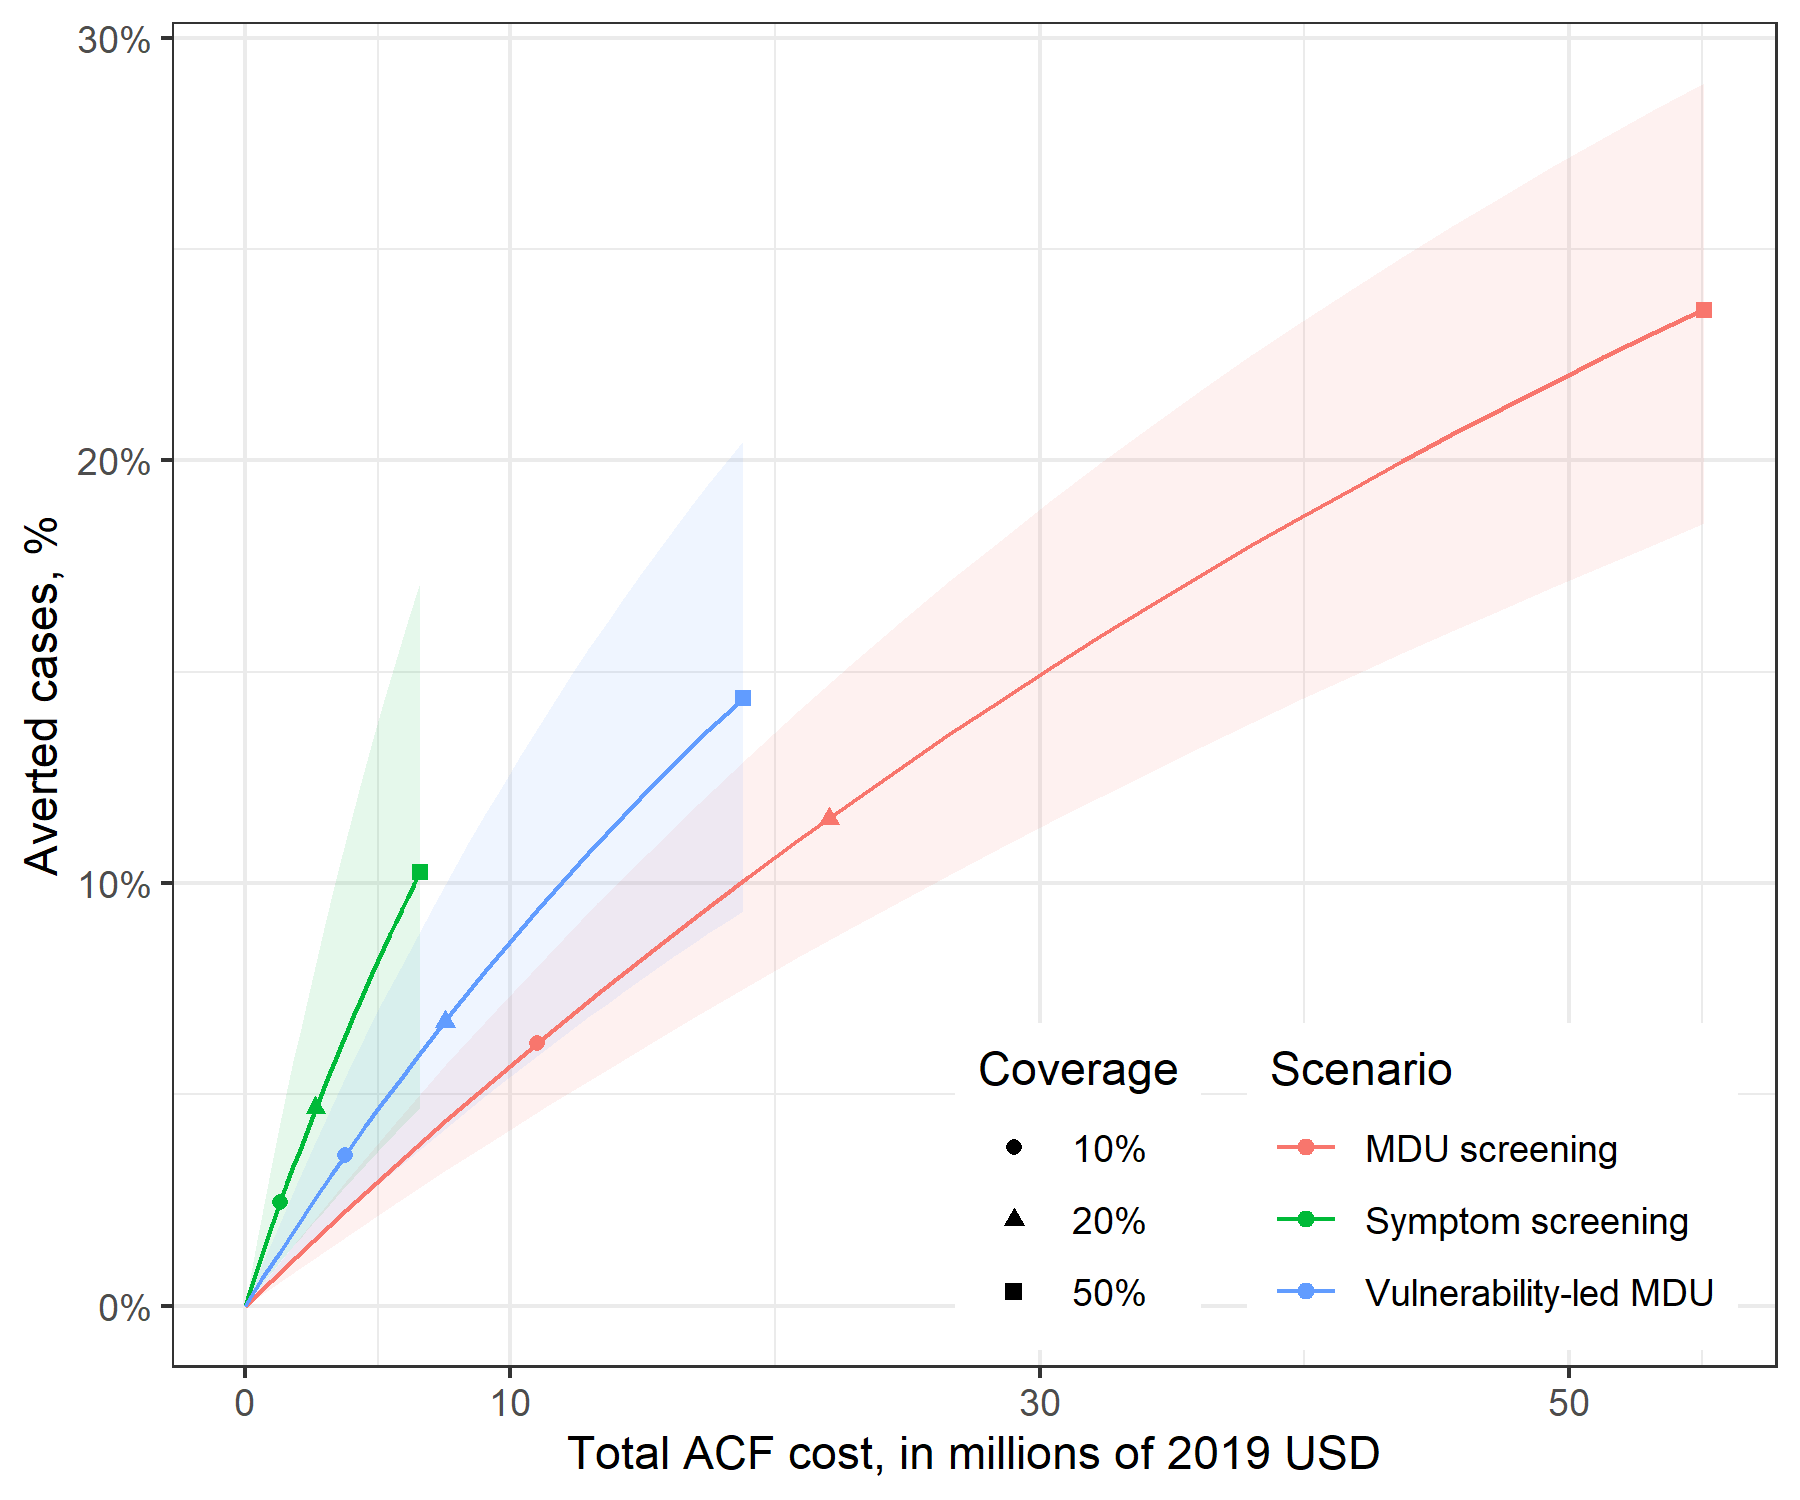 30%
20%
10%
0%
Averted cases, %
0
10
30
50
Total ACF cost, in millions of 2019 USD
Coverage
10%
20%
50%
Scenario
MDU screening
Symptom screening
Vulnerability-led MDU